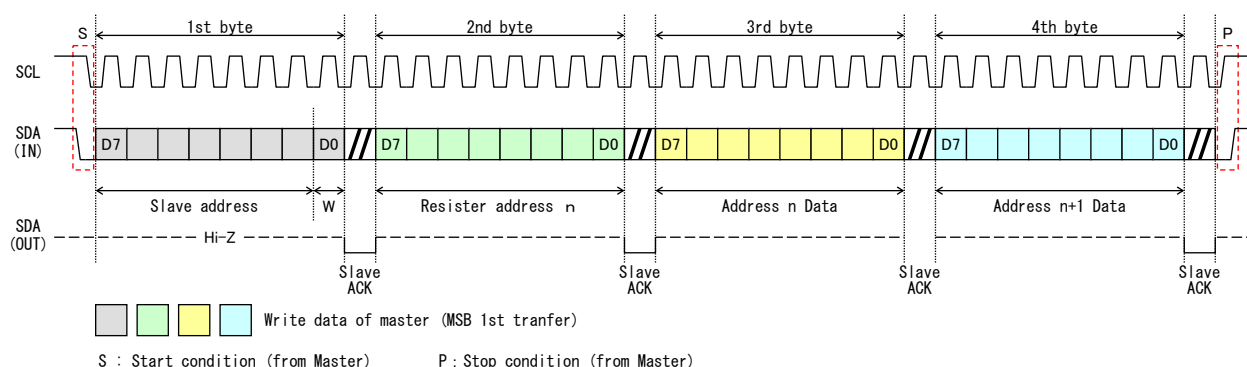 S 1st byte 2nd byte 3rd byte 4th byte P
SCL
SDA (IN) D7 D0 D7 D0 D7 D0 D7 D0
Slave address W Resister address n Address n Data Address n+1 Data
SDA (OUT) Hi-Z
Slave ACK Slave ACK Slave ACK Slave ACK
Write data of master (MSB 1st tranfer)
S : Start condition (from Master) P : Stop condition (from Master)